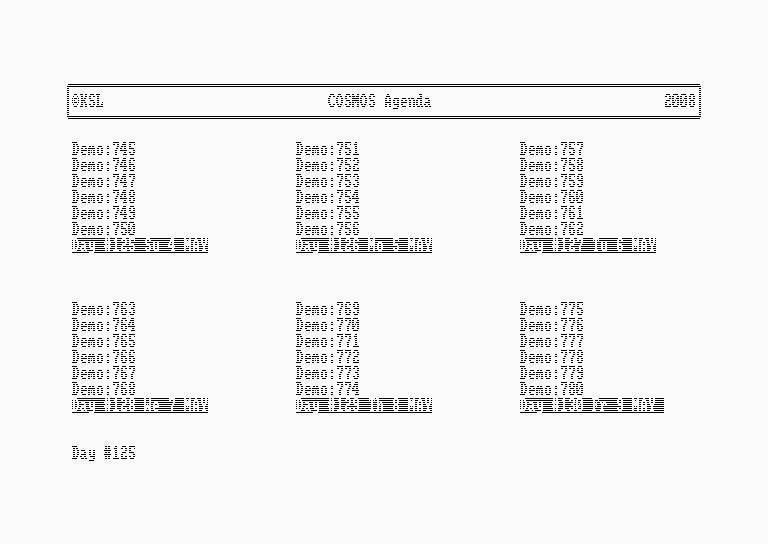 ©KSL COSMOS Agenda 2008
Demo:745 Demo:751 Demo:757
Demo:746 Demo:752 Demo:758
Demo:747 Demo:753 Demo:759
Demo:748 Demo:754 Demo:760
Demo:749 Demo:755 Demo:761
Demo:750 Demo:756 Demo:762
Day #125 Su 4 MAY Day #126 Mo 5 MAY Day #127 Tu 6 MAY
Demo:763 Demo:769 Demo:775
Demo:764 Demo:770 Demo:776
Demo:765 Demo:771 Demo:777
Demo:766 Demo:772 Demo:778
Demo:767 Demo:773 Demo:779
Demo:768 Demo:774 Demo:780
Day #128 We 7 MAY Day #129 Th 8 MAY Day #130 Fr 9 MAY
Day #125